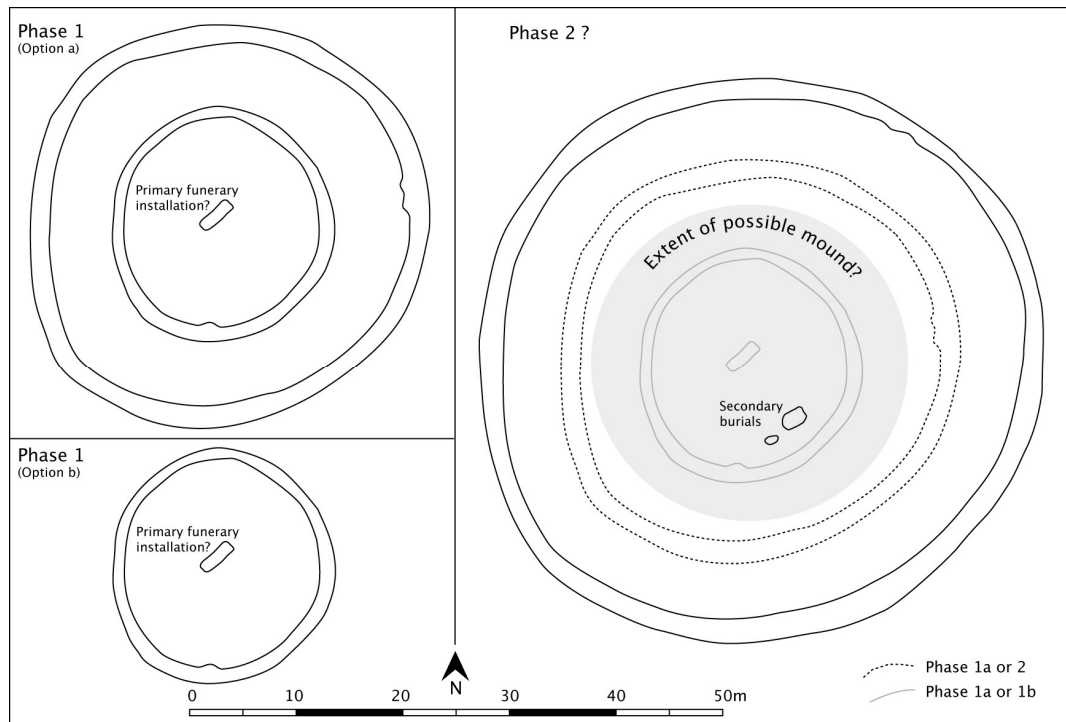 Phase 1
(Option a)
Primary funerary
installation?
Phase 1
(Option b)
Primary funerary
installation?
Phase 2 ?
Extent of possible mound?
Secondary
burials
Phase 1a or 2
Phase 1a or 1b
N
0 10 20 30 40 50m